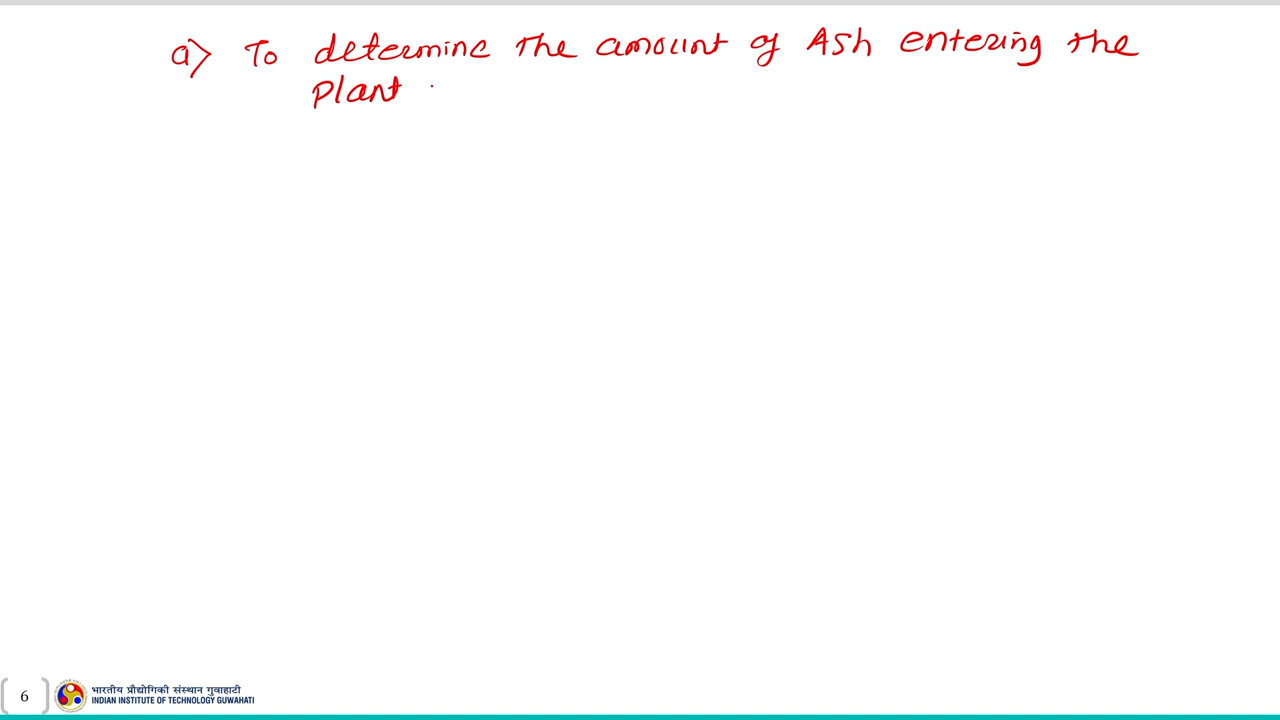 a) To determine the amount of Ash entering the
plant
6
भारतीय प्रौद्योगिकी संस्थान गुवाहाटी
INDIAN INSTITUTE OF TECHNOLOGY GUWAHATI